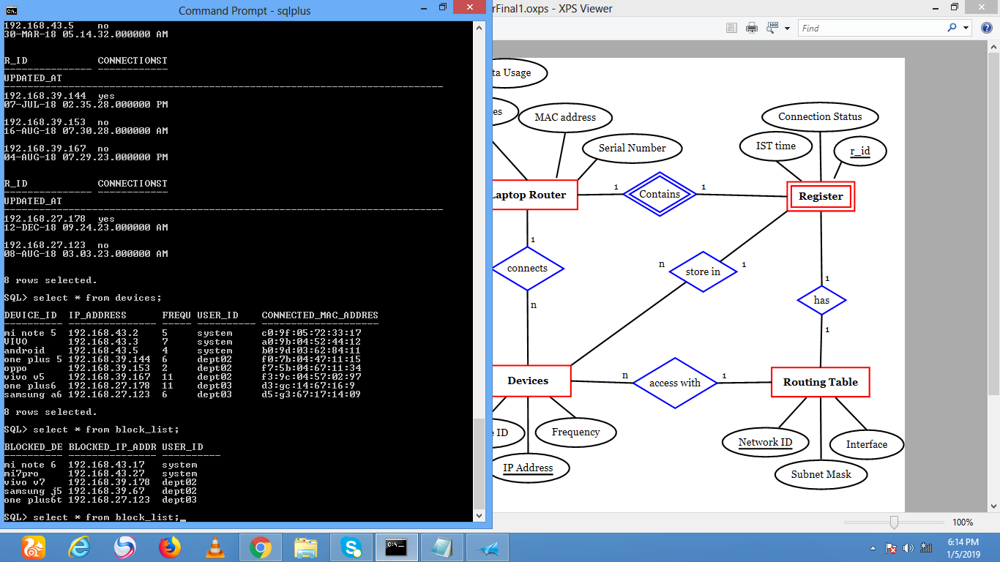 Command Prompt - sqlplus
192.168.43.5    no
30-MAR-18 05.14.32.000000 AM
R_ID            CONNECTIONST
--------------- ------------
UPDATED_AT
---------------------------------------------------------------------------
192.168.39.144  yes
07-JUL-18 02.35.28.000000 PM
192.168.39.153  no
16-AUG-18 07.30.28.000000 AM
192.168.39.167  no
04-AUG-18 07.29.23.000000 PM
R_ID            CONNECTIONST
--------------- ------------
UPDATED_AT
---------------------------------------------------------------------------
192.168.27.178  yes
12-DEC-18 09.24.23.000000 AM
192.168.27.123  no
08-AUG-18 03.03.23.000000 AM
8 rows selected.
SQL> select * from devices;
DEVICE_ID  IP_ADDRESS      FREQU USER_ID    CONNECTED_MAC_ADDRES
---------- --------------- ----- ---------- --------------------
mi note 5  192.168.43.2    5     system     c0:9f:05:72:33:17
VIVO       192.168.43.3    7     system     a0:9b:04:52:44:12
android    192.168.43.5    4     system     b0:9d:03:62:84:11
one plus 5 192.168.39.144  6     dept02     f0:7b:04:47:11:15
oppo       192.168.39.153  2     dept02     f7:5b:04:67:11:34
vivo v5    192.168.39.167  11    dept02     f3:9c:04:57:02:97
one plus6  192.168.27.178  11    dept03     d3:gc:14:67:16:9
samsung a6 192.168.27.123  6     dept03     d5:g3:67:17:14:09
8 rows selected.
SQL> select * from block_list;
BLOCKED_DE BLOCKED_IP_ADDR USER_ID
---------- --------------- ----------
mi note 6  192.168.43.17   system
mi7pro     192.168.43.27   system
vivo v7    192.168.39.178  dept02
samsung j5 192.168.39.67   dept02
one plus6t 192.168.27.123  dept03
SQL> select * from block_list;_
rFinal1.oxps - XPS Viewer
100
Find
ta Usage
es
MAC address
Serial Number
Connection Status
IST time
r_id
Laptop Router
1
Contains
1
Register
1
connects
n
n
store in
1
1
has
1
Devices
n
access with
1
Routing Table
e ID
Frequency
IP Address
Network ID
Interface
Subnet Mask
100%
6:14 PM
1/5/2019